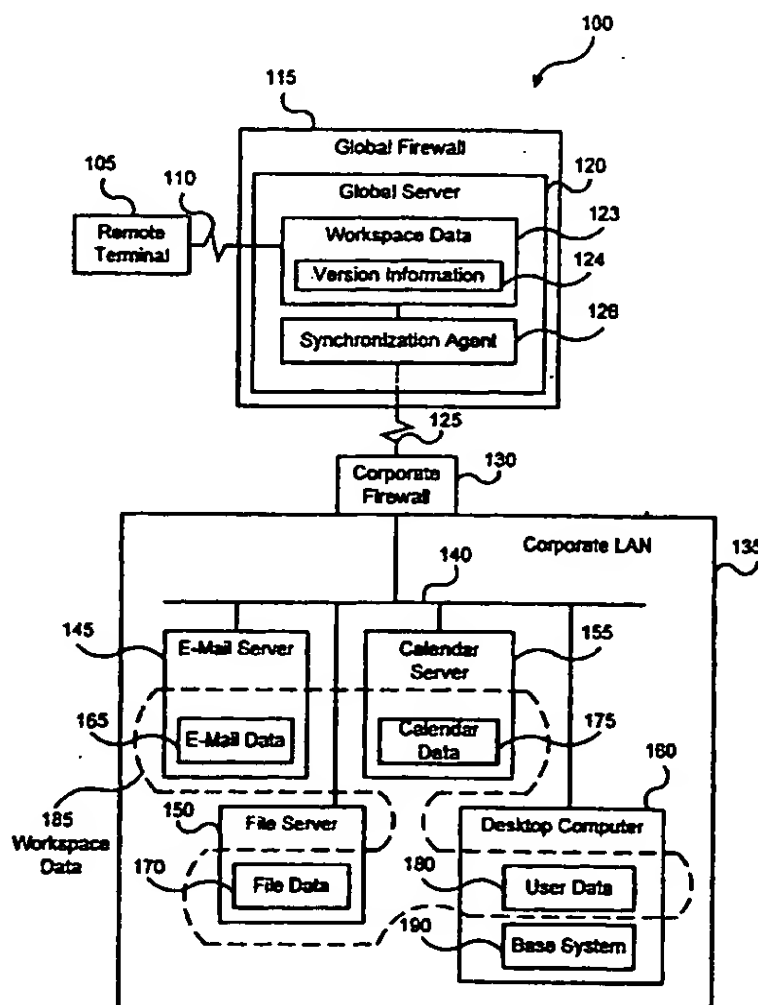 100
115
Global Firewall
105
110
120
Global Server
123
Remote
Terminal
Workspace Data
124
Version Information
128
Synchronization Agent
125
130
Corporate
Firewall
Corporate LAN
135
140
145
E-Mail Server
Calendar
Server
155
165
E-Mail Data
Calendar
Data
175
160
185
Workspace
Data
150
File Server
Desktop Computer
170
File Data
180
User Data
190
Base System